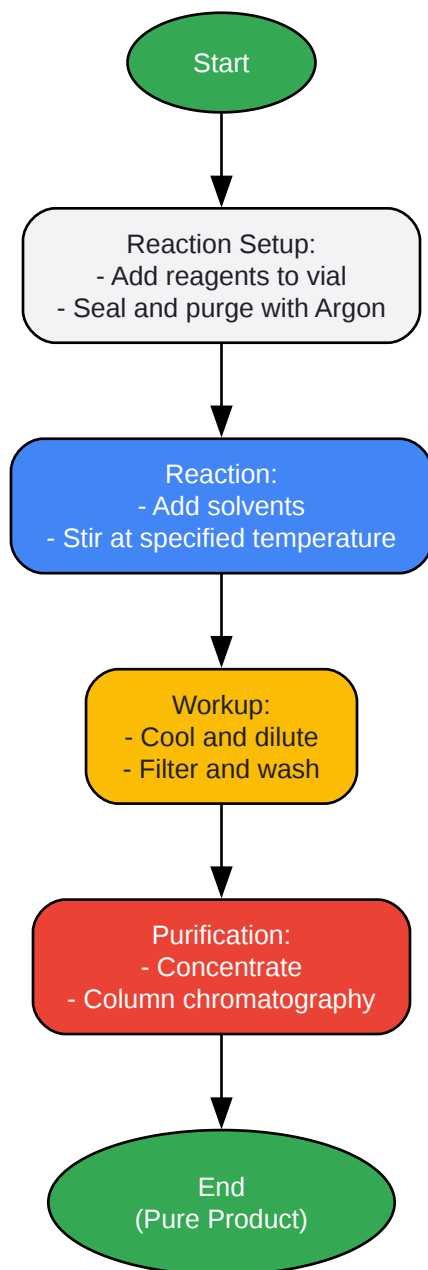 Start
Reaction Setup:
- Add reagents to vial
- Seal and purge with Argon
Reaction:
- Add solvents
- Stir at specified temperature
Workup:
- Cool and dilute
- Filter and wash
Purification:
- Concentrate
- Column chromatography
End
(Pure Product)